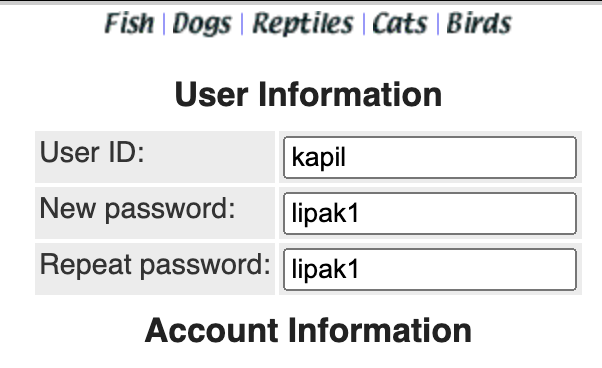 Fish | Dogs | Reptiles | Cats | Birds
User Information
User ID: kapil
New password: lipak1
Repeat password: lipak1
Account Information